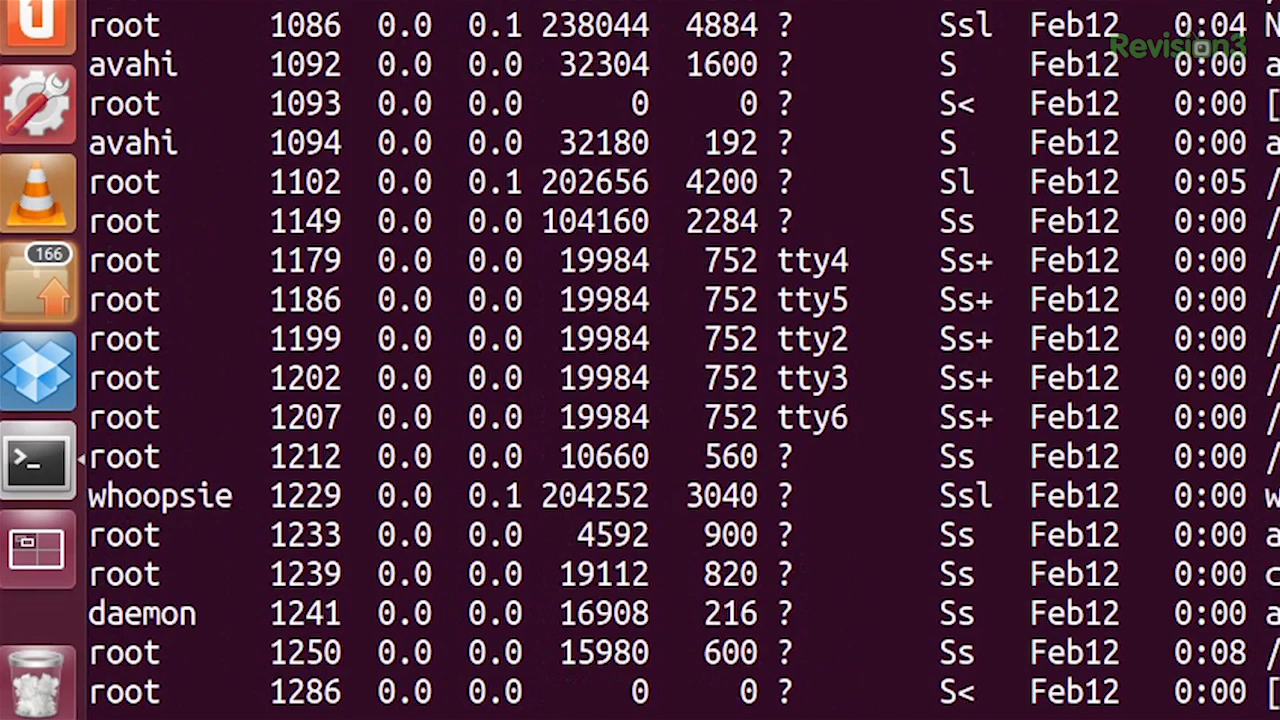 root 1086 0.0 0.1 238044 4884 ? Ssl Feb12 0:04 N
Revision3
avahi 1092 0.0 0.0 32304 1600 ? S Feb12 0:00 a
root 1093 0.0 0.0 0 0 ? S< Feb12 0:00 [
avahi 1094 0.0 0.0 32180 192 ? S Feb12 0:00 a
root 1102 0.0 0.1 202656 4200 ? Sl Feb12 0:05 /
root 1149 0.0 0.0 104160 2284 ? Ss Feb12 0:00 /
166
root 1179 0.0 0.0 19984 752 tty4 Ss+ Feb12 0:00 /
root 1186 0.0 0.0 19984 752 tty5 Ss+ Feb12 0:00 /
root 1199 0.0 0.0 19984 752 tty2 Ss+ Feb12 0:00 /
root 1202 0.0 0.0 19984 752 tty3 Ss+ Feb12 0:00 /
root 1207 0.0 0.0 19984 752 tty6 Ss+ Feb12 0:00 /
root 1212 0.0 0.0 10660 560 ? Ss Feb12 0:00 /
whoopsie 1229 0.0 0.1 204252 3040 ? Ssl Feb12 0:00 w
root 1233 0.0 0.0 4592 900 ? Ss Feb12 0:00 a
root 1239 0.0 0.0 19112 820 ? Ss Feb12 0:00 c
daemon 1241 0.0 0.0 16908 216 ? Ss Feb12 0:00 a
root 1250 0.0 0.0 15980 600 ? Ss Feb12 0:08 /
root 1286 0.0 0.0 0 0 ? S< Feb12 0:00 [